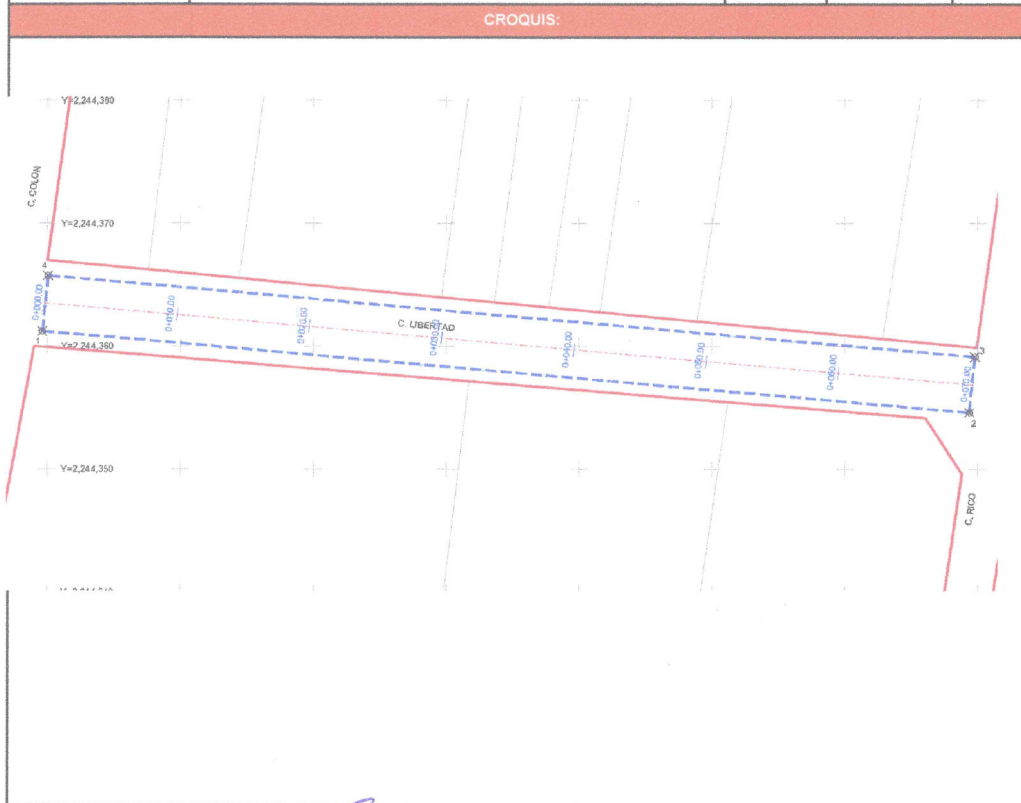 CROQUIS:
Y=2,244,380
C. COLON
Y=2,244,370
4
0+000.00
0+010.00
0+020.00
C. LIBERTAD
0+030.00
0+040.00
0+050.00
0+060.00
0+070.00
3
1
Y=2,244,360
2
Y=2,244,350
C. RICO